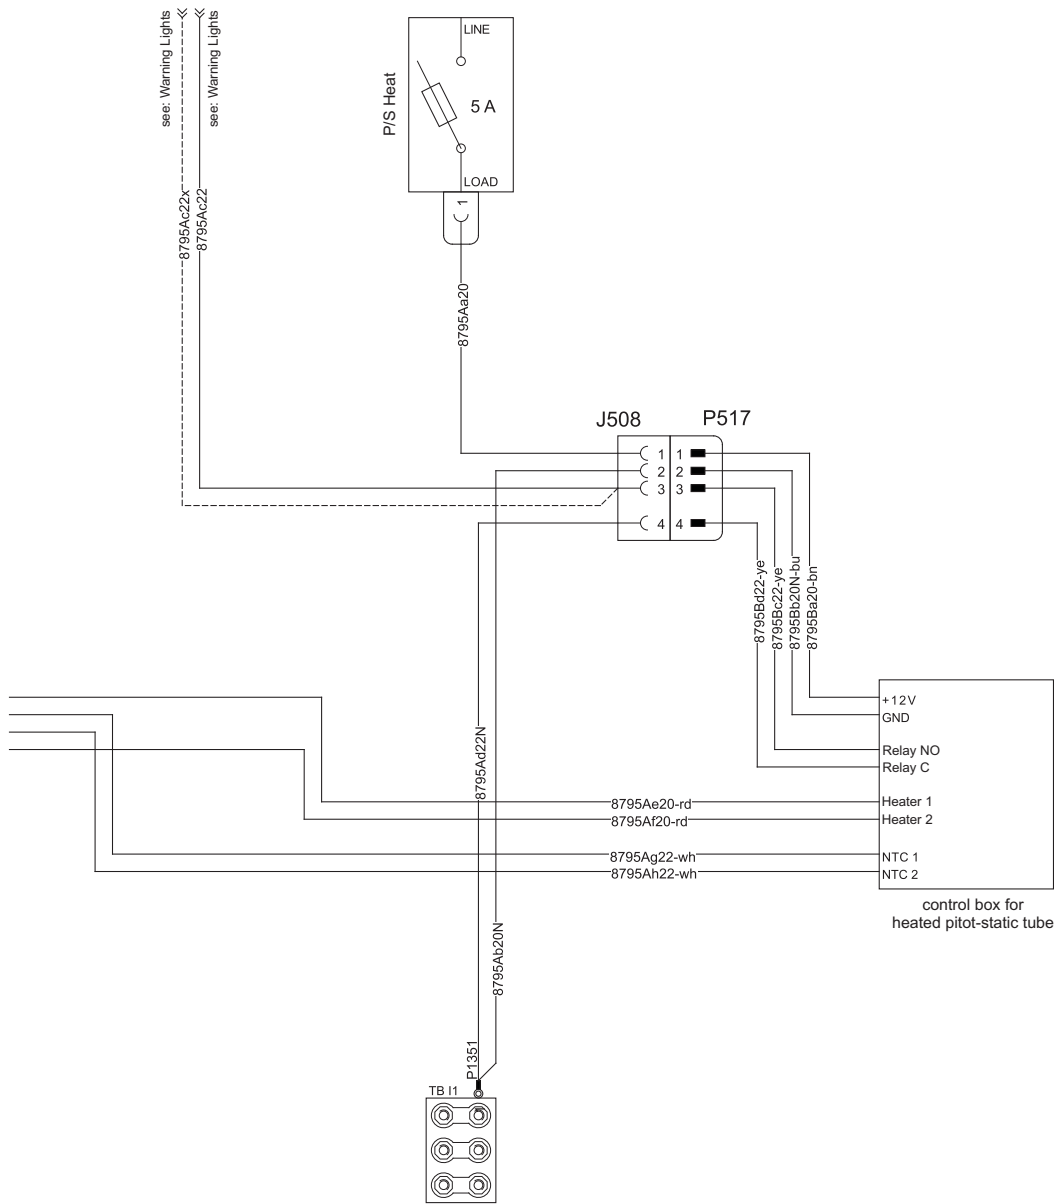 see: Warning Lights
see: Warning Lights
8795Ac22x
8795Ac22
P/S Heat
LINE
5 A
LOAD
1
8795Aa20
J508
P517
1 1
2 2
3 3
4 4
8795Bd22-ye
8795Bc22-ye
8795Bb20N-bu
8795Ba20-bn
+12V
GND
Relay NO
Relay C
Heater 1
Heater 2
NTC 1
NTC 2
control box for
heated pitot-static tube
8795Ad22N
8795Ae20-rd
8795Af20-rd
8795Ag22-wh
8795Ah22-wh
8795Ab20N
P1351
TB I1